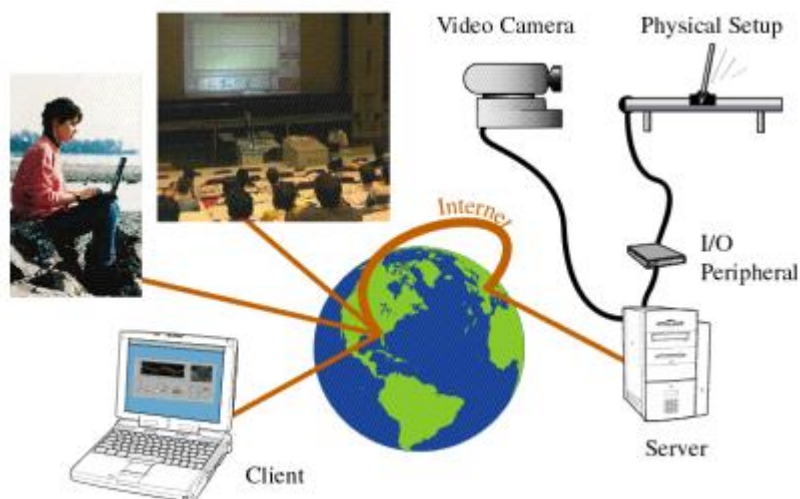 Video Camera
Physical Setup
Internet
I/O
Peripheral
Server
Client